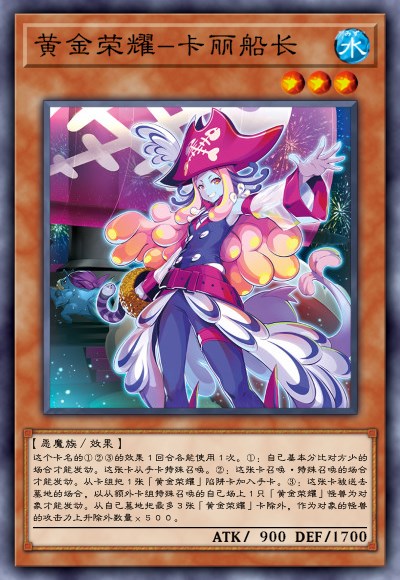 黄金荣耀-卡丽船长
水
【恶魔族／效果】
这个卡名的①②③的效果1回合各能使用1次。①：自己基本分比对方少的
场合才能发动。这张卡从手卡特殊召唤。②：这张卡召唤·特殊召唤的场合
才能发动。从卡组把1张「黄金荣耀」陷阱卡加入手卡。③：这张卡被送去
墓地的场合，以从额外卡组特殊召唤的自己场上1只「黄金荣耀」怪兽为对
象才能发动。从自己墓地把最多3张「黄金荣耀」卡除外，作为对象的怪兽
的攻击力上升除外数量×500。
ATK/ 900 DEF/1700